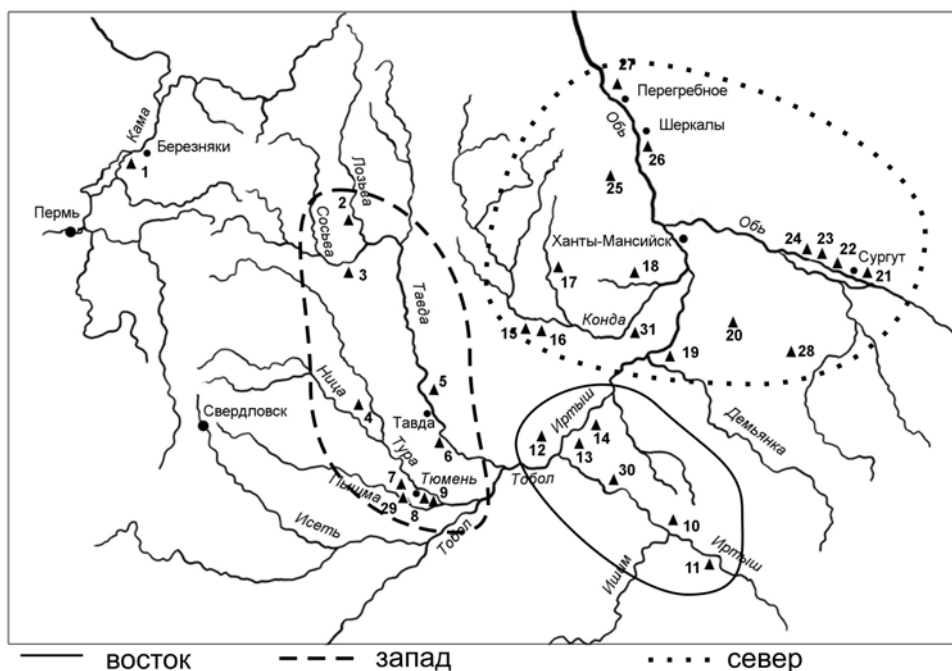 27
Перегребное
Обь
Шеркалы
26
Кама
Березняки
1
25
Лозьва
2
Сосьва
Пермь
Обь
Ханты-Мансийск
24
23
22
Сургут
21
3
17
18
Тавда
Конда
15
16
31
20
19
28
5
Ница
4
Свердловск
Тавда
6
Тура
Иртыш
14
12
13
Демьянка
7
Тюмень
9
Пышма
29
8
Тобол
30
Исеть
Тобол
10
Иртыш
11
Ишим
восток
запад
север